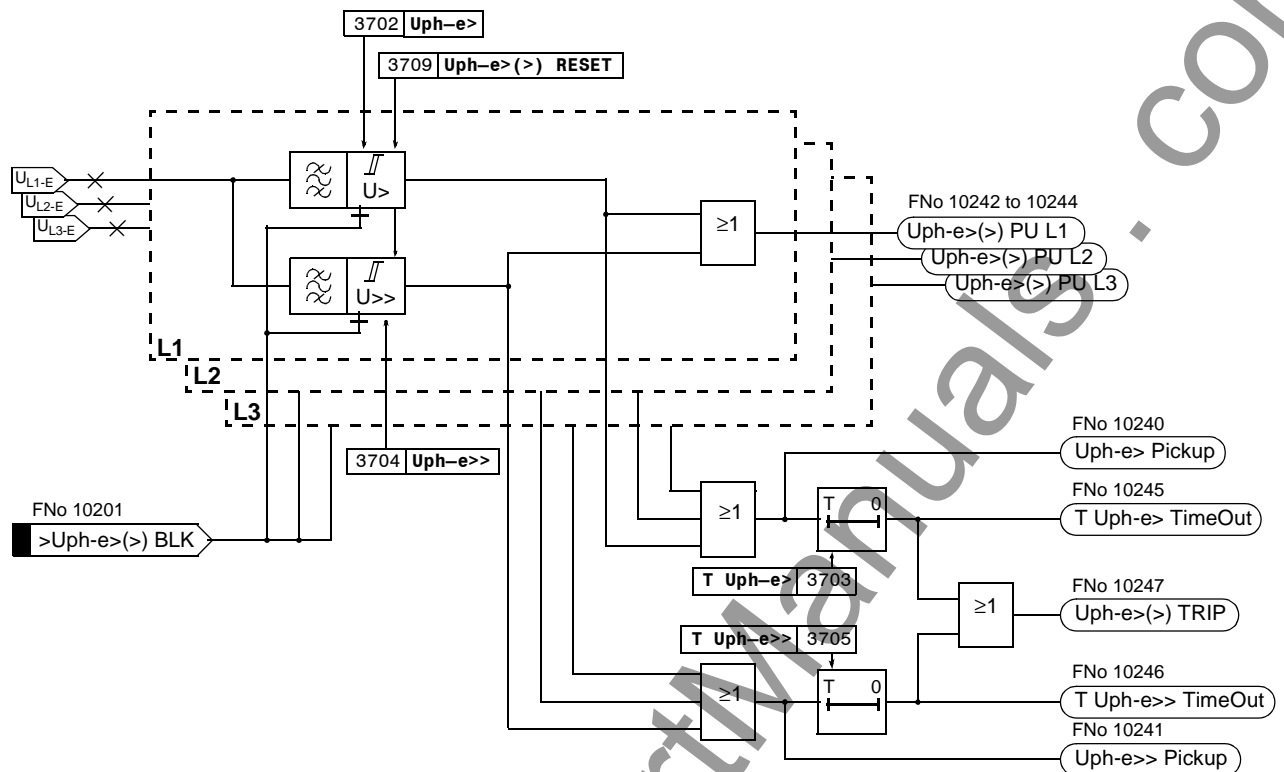 3702 Uph–e>
3709 Uph–e>(>) RESET
UL1-E
UL2-E
UL3-E
U>
U>>
≥1
L1
L2
L3
3704 Uph–e>>
FNo 10242 to 10244
Uph-e>(>) PU L1
Uph-e>(>) PU L2
Uph-e>(>) PU L3
FNo 10201
>Uph-e>(>) BLK
FNo 10240
Uph-e> Pickup
≥1
T 0
T Uph–e> 3703
FNo 10245
T Uph-e> TimeOut
≥1
FNo 10247
Uph-e>(>) TRIP
T Uph–e>> 3705
≥1
T 0
FNo 10246
T Uph-e>> TimeOut
FNo 10241
Uph-e>> Pickup
rtManuals . co